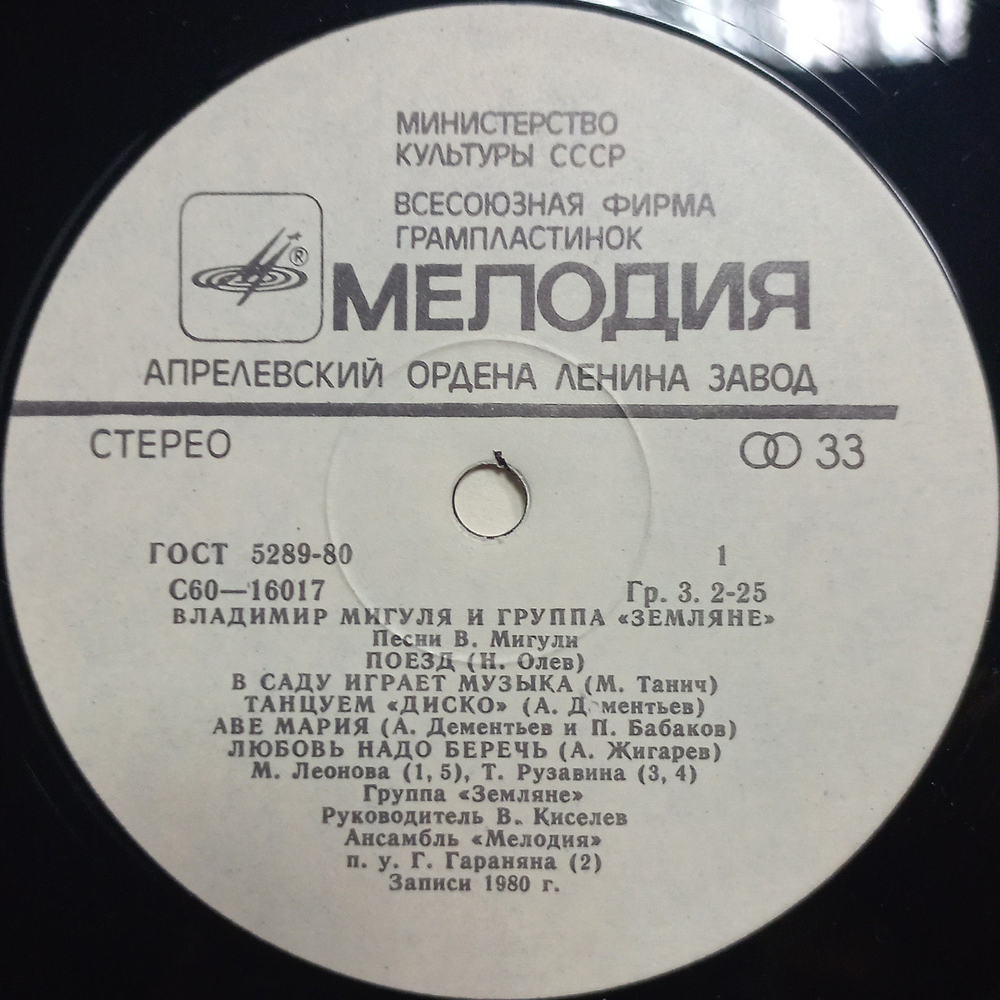 МИНИСТЕРСТВО
КУЛЬТУРЫ СССР
ВСЕСОЮЗНАЯ ФИРМА
ГРАМПЛАСТИНОК
®
МЕЛОДИЯ
АПРЕЛЕВСКИЙ ОРДЕНА ЛЕНИНА ЗАВОД
СТЕРЕО 33
ГОСТ 5289-80 1
С60—16017 Гр. 3. 2-25
ВЛАДИМИР МИГУЛЯ И ГРУППА «ЗЕМЛЯНЕ»
Песни В. Мигули
ПОЕЗД (Н. Олев)
В САДУ ИГРАЕТ МУЗЫКА (М. Танич)
ТАНЦУЕМ «ДИСКО» (А. Д ментьев)
АВЕ МАРИЯ (А. Дементьев и П. Бабаков)
ЛЮБОВЬ НАДО БЕРЕЧЬ (А. Жигарев)
М. Леонова (1, 5), Т. Рузавина (3, 4)
Группа «Земляне»
Руководитель В. Киселев
Ансамбль «Мелодия»
п. у. Г. Гараняна (2)
Записи 1980 г.